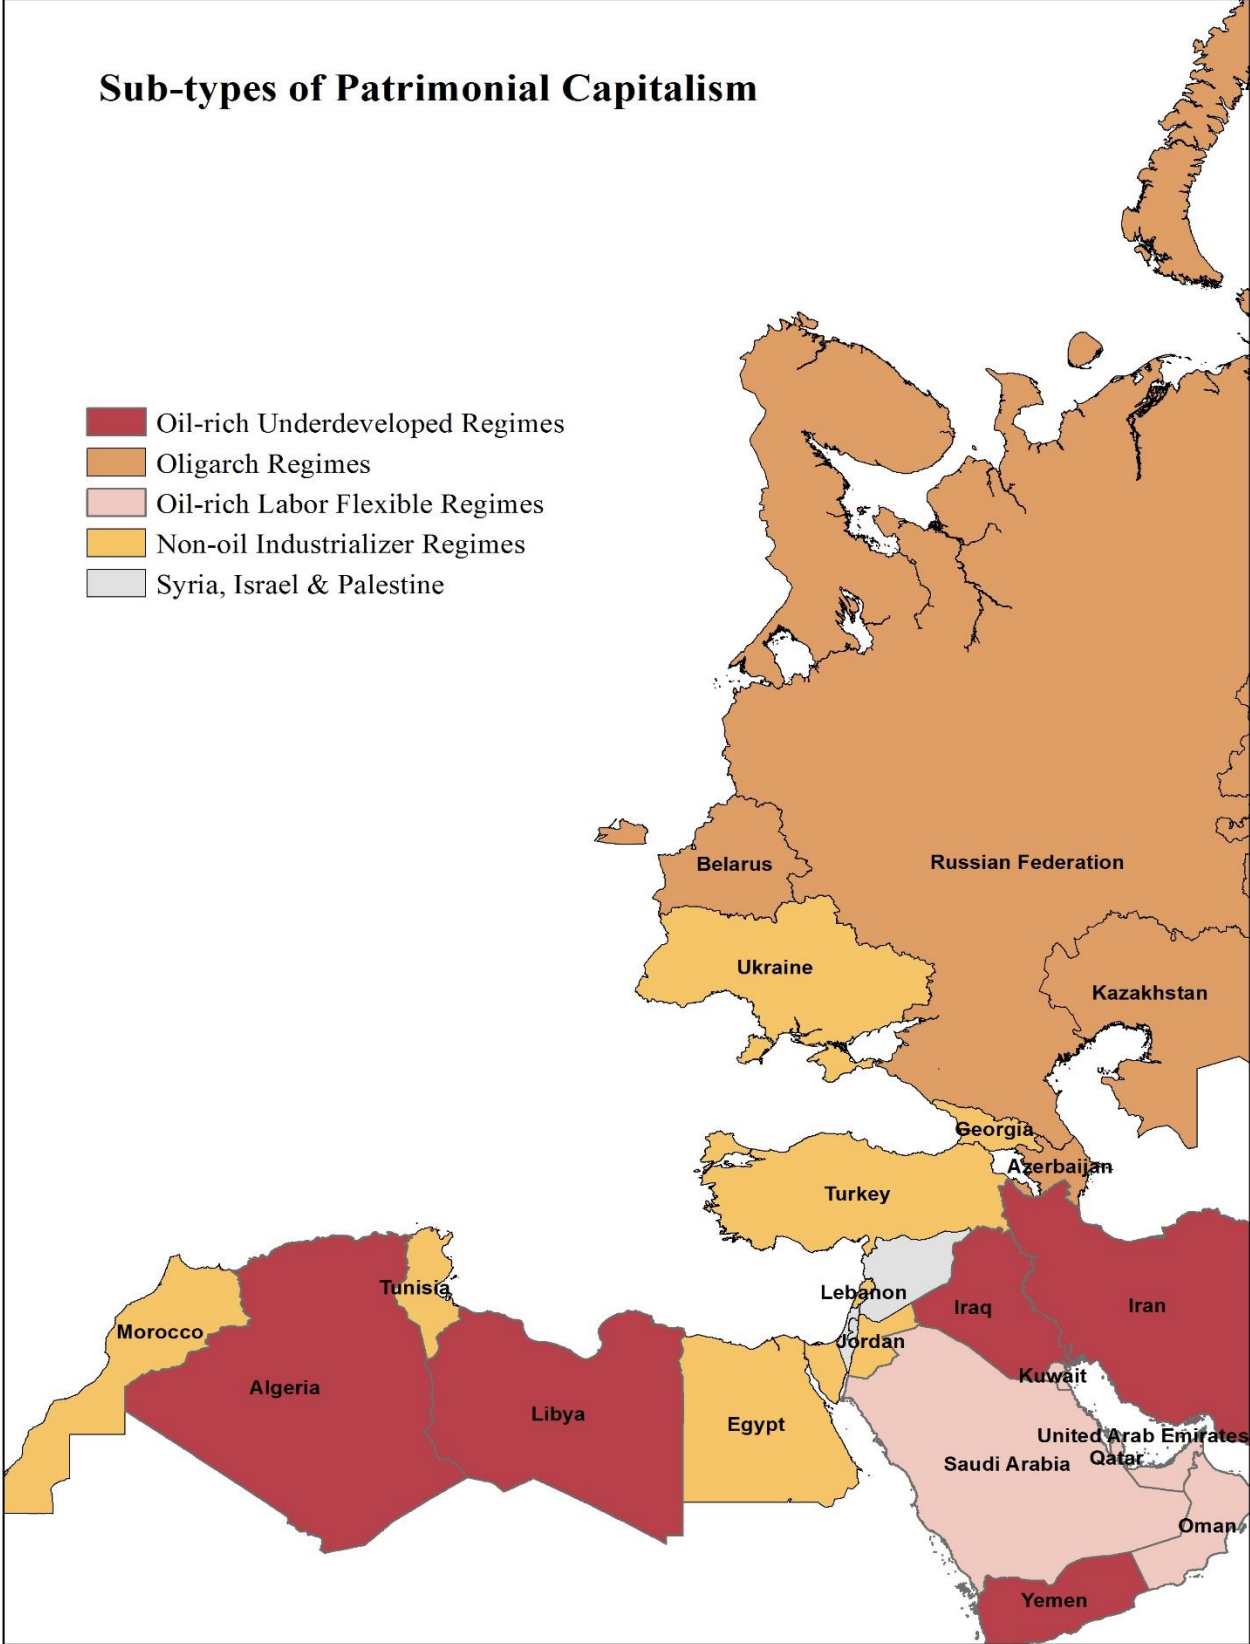 Sub-types of Patrimonial Capitalism
Oil-rich Underdeveloped Regimes
Oligarch Regimes
Oil-rich Labor Flexible Regimes
Non-oil Industrializer Regimes
Syria, Israel & Palestine
Belarus
Russian Federation
Ukraine
Kazakhstan
Georgia
Azerbaijan
Turkey
Tunisia
Lebanon
Iraq
Iran
Morocco
Jordan
Algeria
Kuwait
Libya
Egypt
United Arab Emirates
Qatar
Saudi Arabia
Oman
Yemen